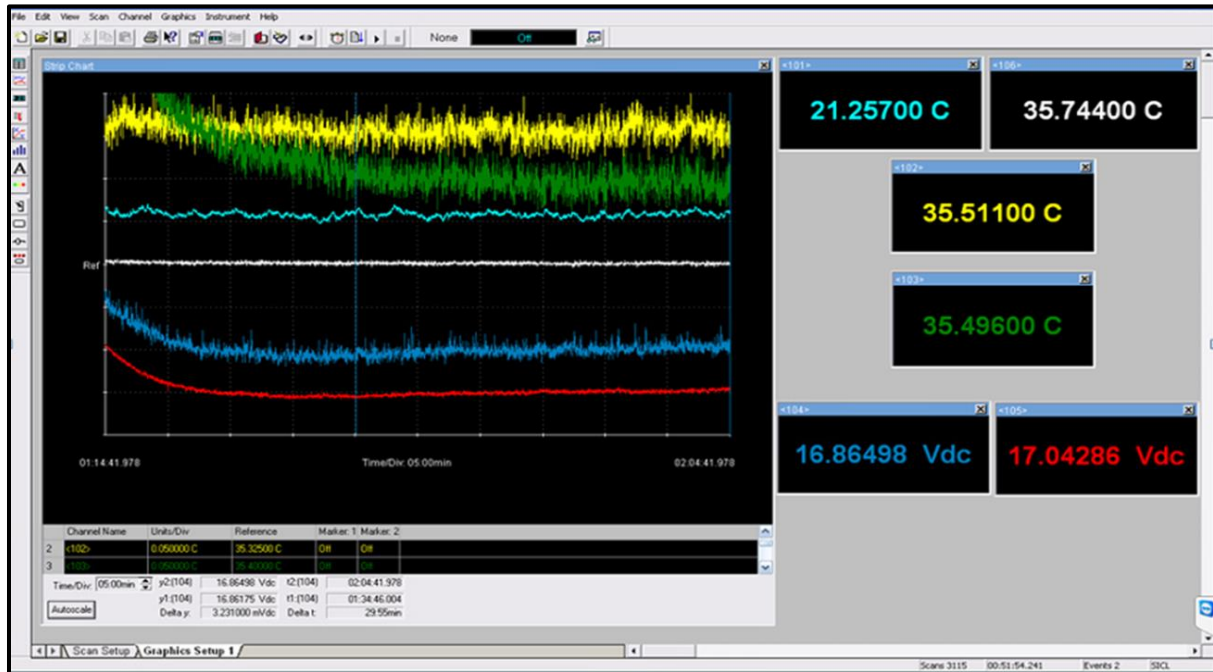 File Edit View Scan Channel Graphics Instrument Help
None Off
Strip Chart
<101>
21.25700 C
<106>
35.74400 C
<102>
35.51100 C
<103>
35.49600 C
<104>
16.86498 Vdc
<105>
17.04286 Vdc
Ref
01:14:41.978 Time/Div: 05:00min 02:04:41.978
Channel Name Units/Div Reference Marker: 1 Marker: 2
2 <102> 0.050000 C 35.32500 C Off Off
3 <103> 0.050000 C 35.40000 C Off Off
Time/Div: 05:00min y2:(104) 16.86498 Vdc t2:(104) 02:04:41.978
y1:(104) 16.86175 Vdc t1:(104) 01:34:46.004
Autoscale Delta y: 3.231000 mVdc Delta t: 29:55min
Scan Setup Graphics Setup 1
Scans 3115 00:51:54.241 Events 2 SICL